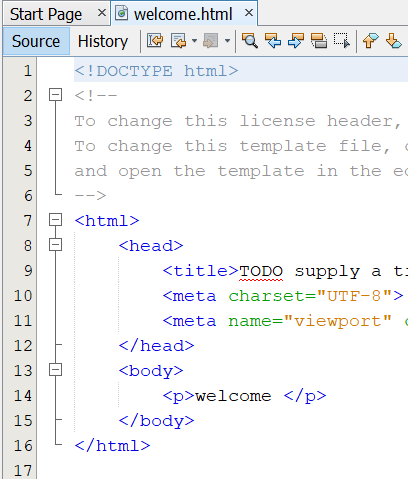 Start Page welcome.html
Source History
1 <!DOCTYPE html>
2 <!--
3 To change this license header,
4 To change this template file,
5 and open the template in the
6 -->
7 <html>
8 <head>
9 <title>TODO supply a
10 <meta charset="UTF-8">
11 <meta name="viewport"
12 </head>
13 <body>
14 <p>welcome </p>
15 </body>
16 </html>
17